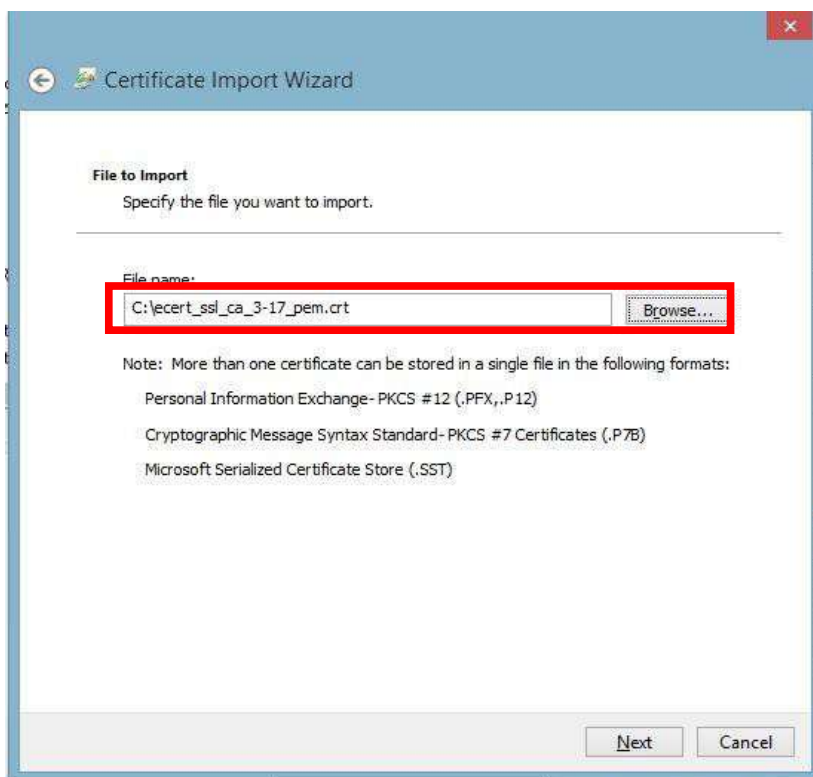 Certificate Import Wizard
File to Import
Specify the file you want to import.
File name:
C:\ecert_ssl_ca_3-17_pem.crt
Browse...
Note: More than one certificate can be stored in a single file in the following formats:
Personal Information Exchange- PKCS #12 (.PFX,.P12)
Cryptographic Message Syntax Standard- PKCS #7 Certificates (.P7B)
Microsoft Serialized Certificate Store (.SST)
Next
Cancel